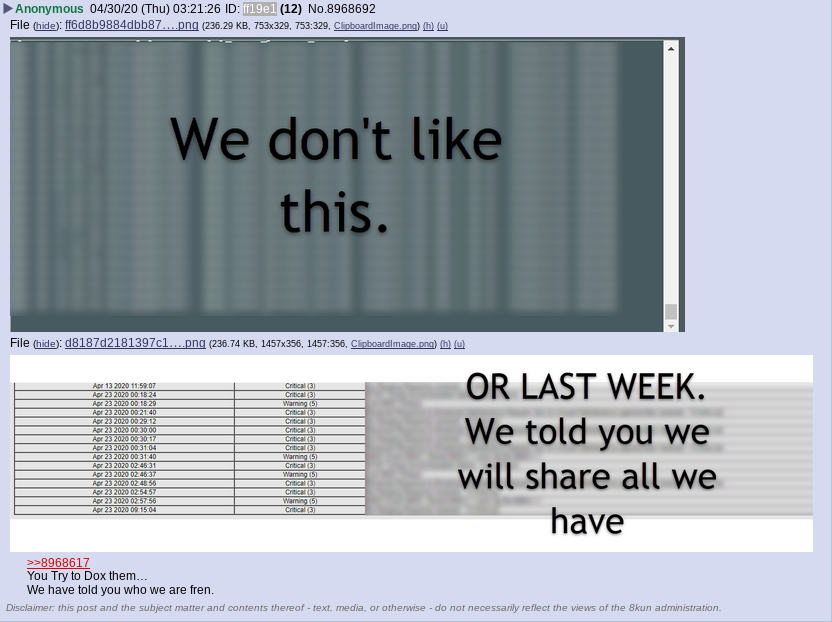 Anonymous 04/30/20 (Thu) 03:21:26 ID: ff19e1 (12) No.8968692
File (hide): ff6d8b9884dbb87….png (236.29 KB, 753x329, 753:329, ClipboardImage.png) (h) (u)
We don't like
this.
File (hide): d8187d2181397c1….png (236.74 KB, 1457x356, 1457:356, ClipboardImage.png) (h) (u)
Apr 13 2020 11:59:07 Critical (3)
Apr 23 2020 00:18:24 Critical (3)
Apr 23 2020 00:18:29 Warning (5)
Apr 23 2020 00:21:40 Critical (3)
Apr 23 2020 00:29:12 Critical (3)
Apr 23 2020 00:30:00 Critical (3)
Apr 23 2020 00:30:17 Critical (3)
Apr 23 2020 00:31:04 Critical (3)
Apr 23 2020 00:31:40 Warning (5)
Apr 23 2020 02:46:31 Critical (3)
Apr 23 2020 02:46:37 Warning (5)
Apr 23 2020 02:48:56 Critical (3)
Apr 23 2020 02:54:57 Critical (3)
Apr 23 2020 02:57:56 Warning (5)
Apr 23 2020 09:15:04 Critical (3)
OR LAST WEEK.
We told you we
will share all we
have
>>8968617
You Try to Dox them…
We have told you who we are fren.
Disclaimer: this post and the subject matter and contents thereof - text, media, or otherwise - do not necessarily reflect the views of the 8kun administration.